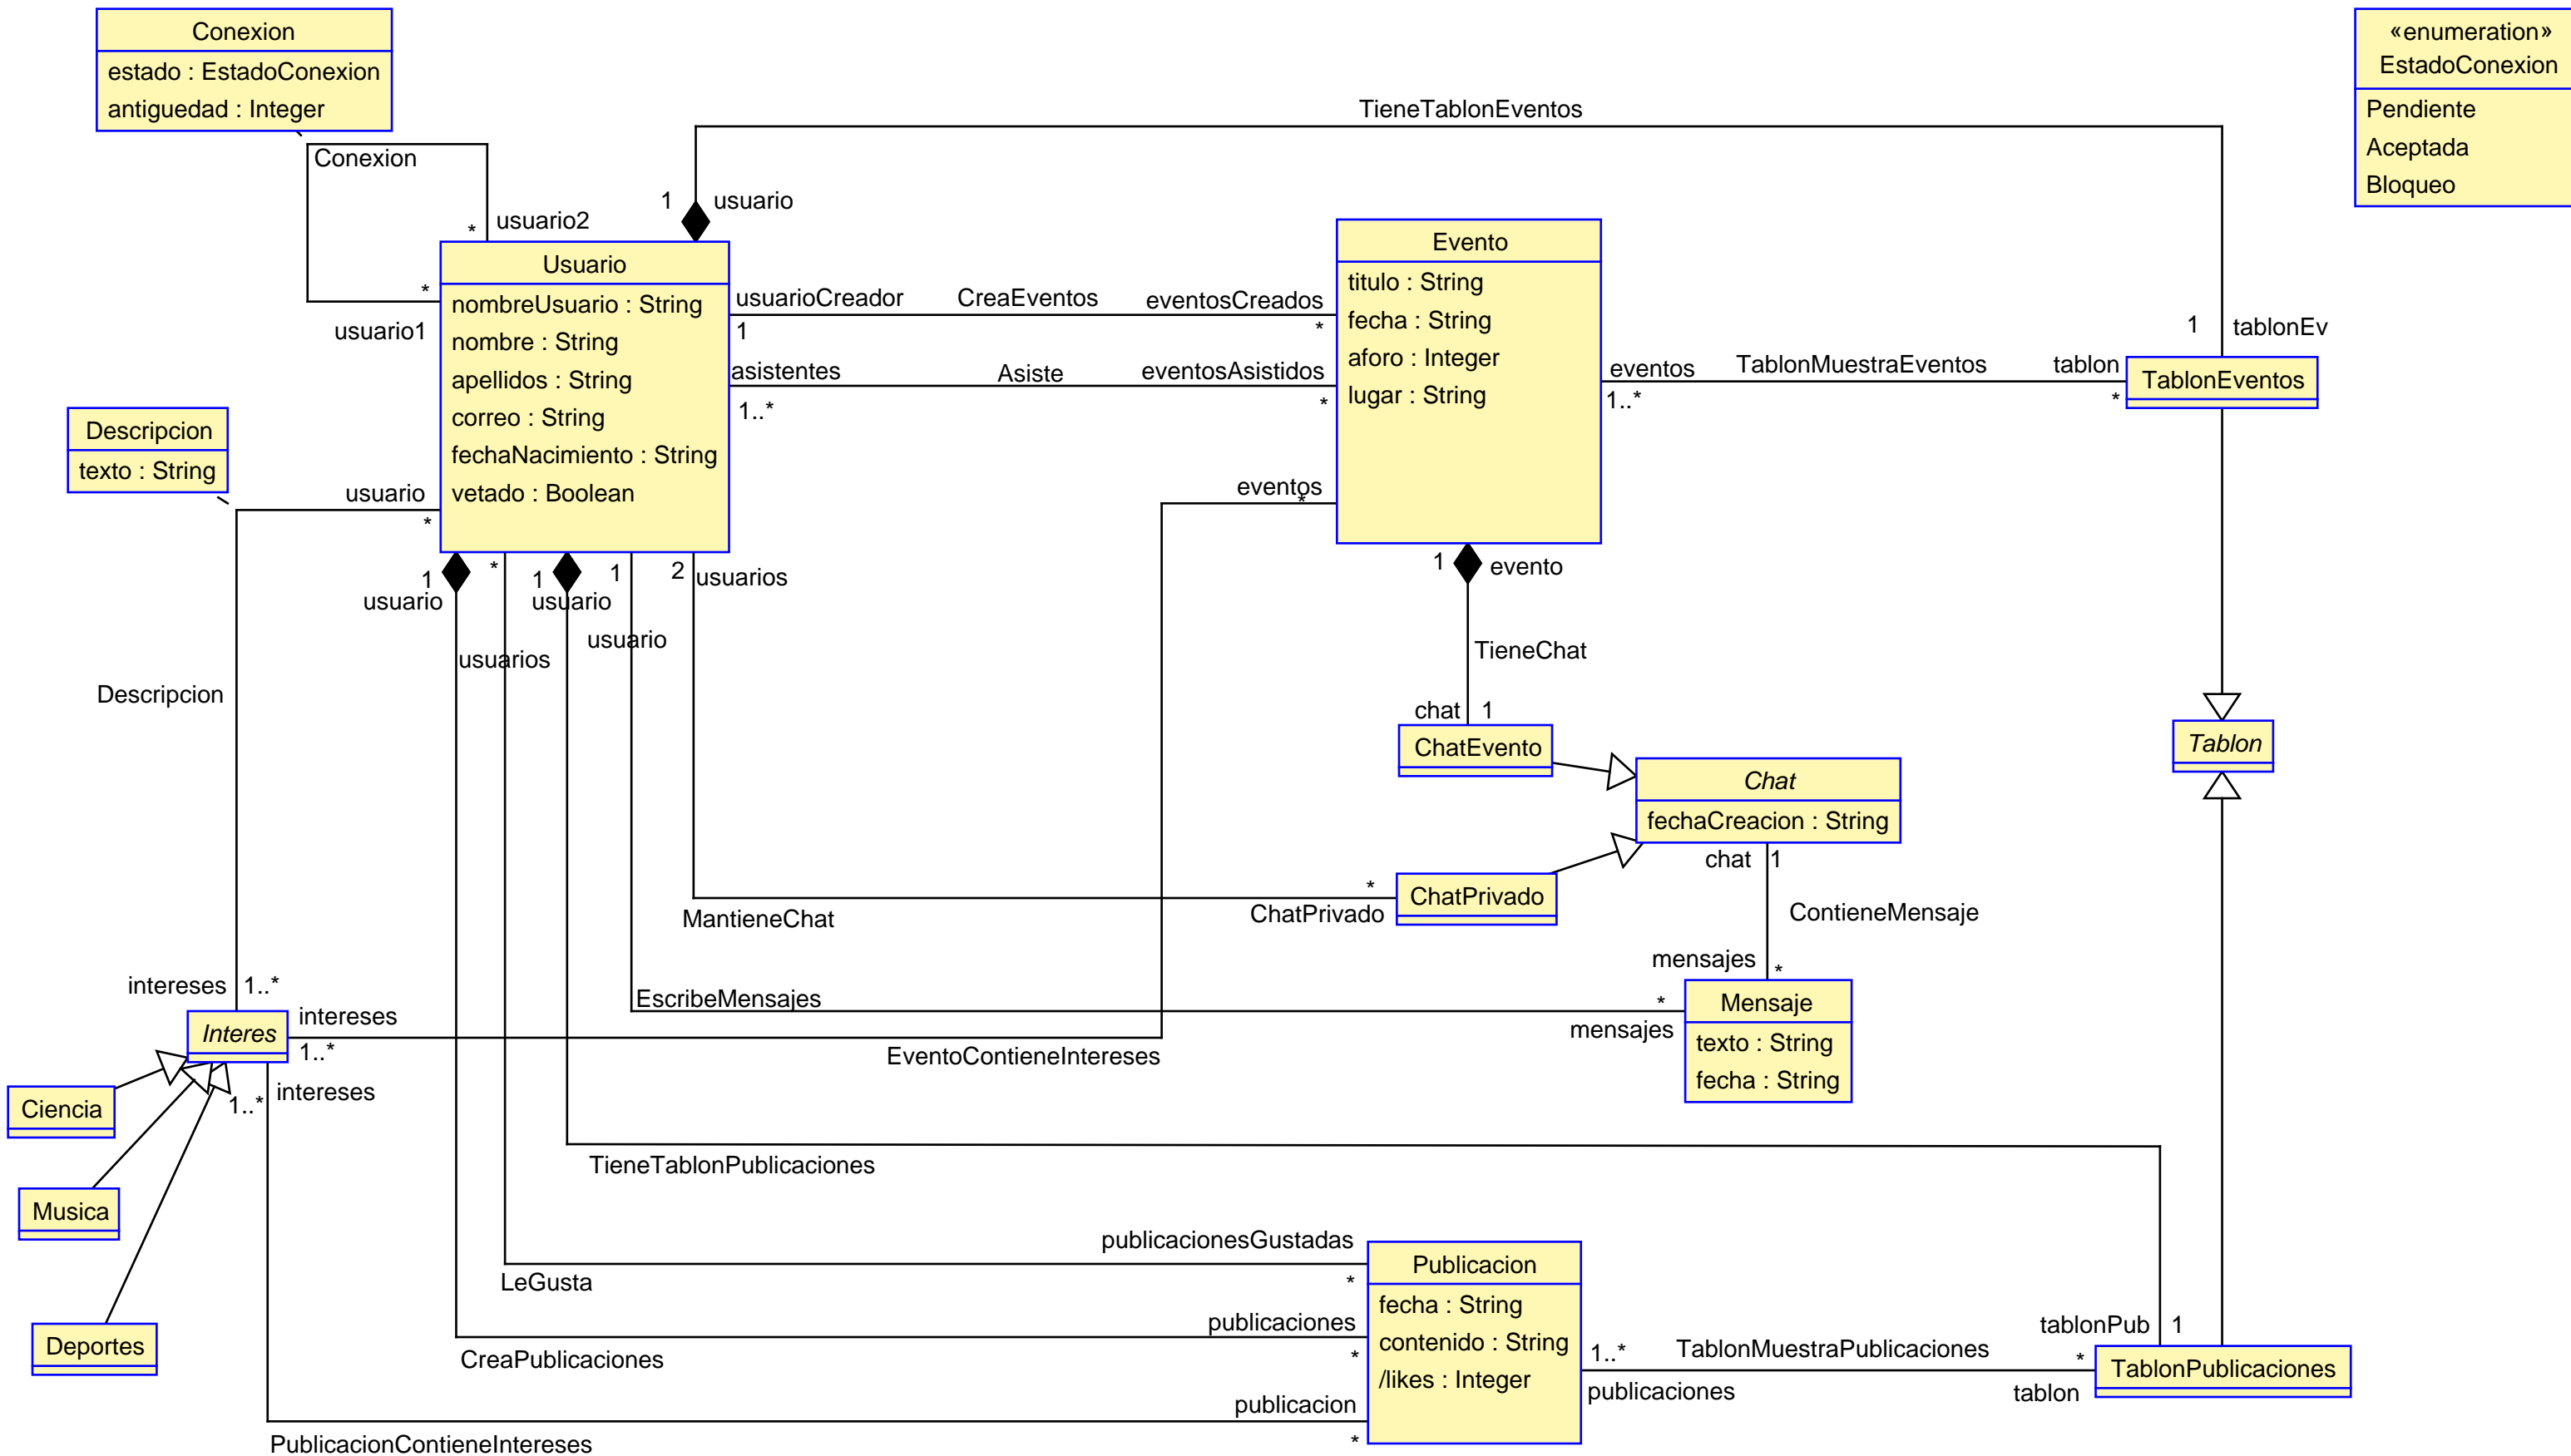 Conexion
estado : EstadoConexion
antiguedad : Integer
«enumeration»
EstadoConexion
Pendiente
Aceptada
Bloqueo
TieneTablonEventos
Conexion
1
usuario
*
usuario2
*
usuario1
Usuario
nombreUsuario : String
nombre : String
apellidos : String
correo : String
fechaNacimiento : String
vetado : Boolean
usuarioCreador
CreaEventos
eventosCreados
1
*
asistentes
Asiste
eventosAsistidos
1..*
*
Evento
titulo : String
fecha : String
aforo : Integer
lugar : String
1
tablonEv
eventos
TablonMuestraEventos
tablon
1..*
*
TablonEventos
Descripcion
texto : String
usuario
*
eventos
*
1
usuario
*
usuarios
1
usuario
1
usuario
2
usuarios
1
evento
TieneChat
chat
1
ChatEvento
Descripcion
Tablon
Chat
fechaCreacion : String
chat
1
ChatPrivado
*
ChatPrivado
MantieneChat
ContieneMensaje
mensajes
*
Mensaje
texto : String
fecha : String
EscribeMensajes
*
mensajes
intereses
1..*
Interes
intereses
1..*
EventoContieneIntereses
1..*
intereses
Ciencia
Musica
Deportes
TieneTablonPublicaciones
publicacionesGustadas
LeGusta
*
publicaciones
CreaPublicaciones
*
publicacion
PublicacionContieneIntereses
*
Publicacion
fecha : String
contenido : String
/likes : Integer
1..*
TablonMuestraPublicaciones
publicaciones
*
tablon
tablonPub
1
TablonPublicaciones